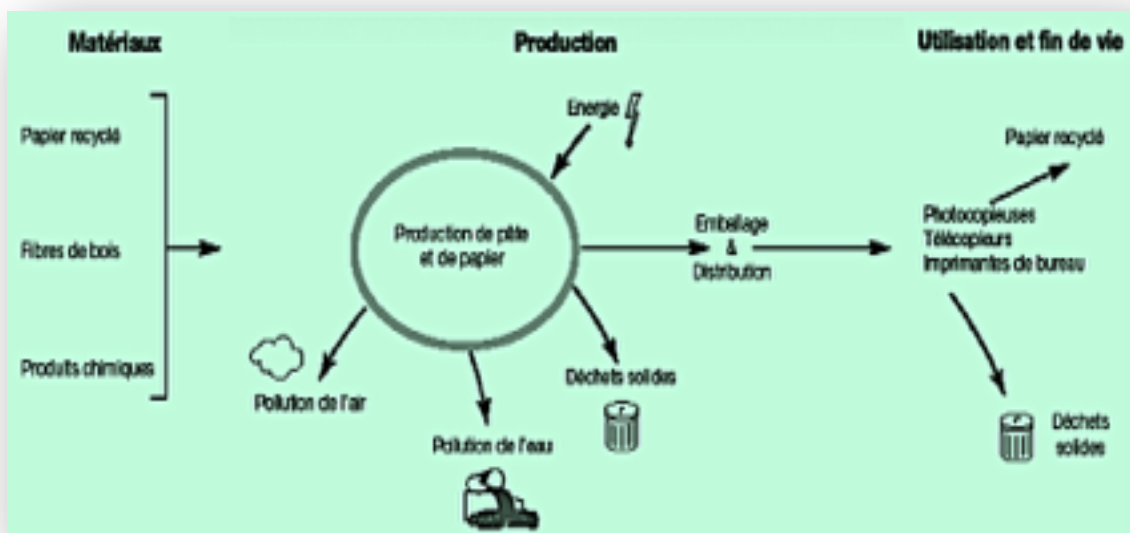 Matériaux
Production
Utilisation et fin de vie
Papier recyclé
Fibres de bois
Produits chimiques
Energie
Production de pâte
et de papier
Pollution de l'air
Pollution de l'eau
Déchets solides
Emballage
&
Distribution
Papier recyclé
Photocopieuses
Télécopieurs
Imprimantes de bureau
Déchets
solides